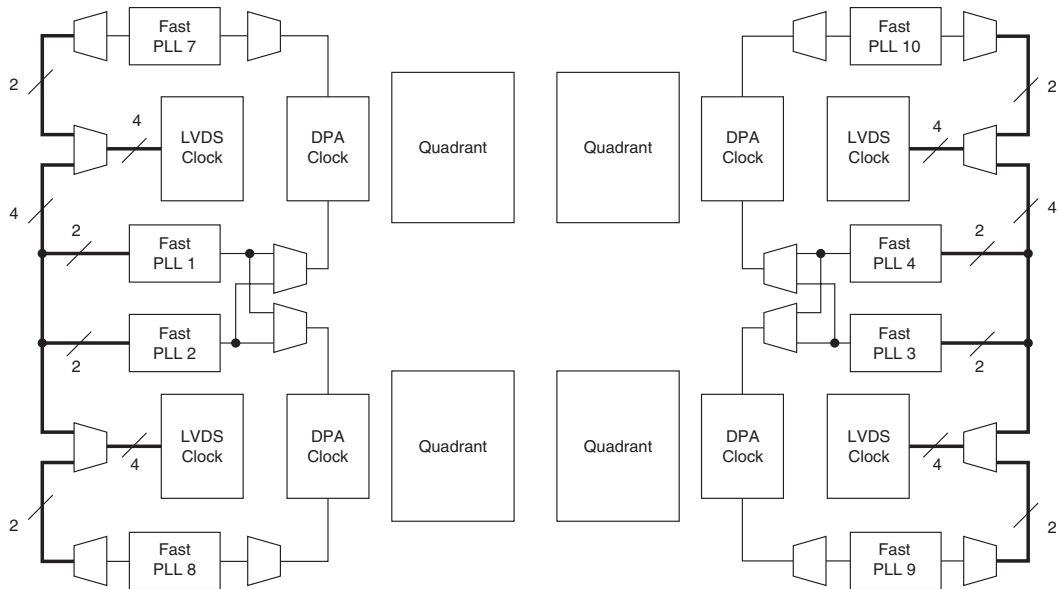 Fast
PLL 7
Fast
PLL 10
2
2
4
LVDS
Clock
DPA
Clock
Quadrant
Quadrant
DPA
Clock
LVDS
Clock
4
4
4
2
Fast
PLL 1
Fast
PLL 4
2
2
Fast
PLL 2
Fast
PLL 3
2
4
LVDS
Clock
DPA
Clock
Quadrant
Quadrant
DPA
Clock
LVDS
Clock
4
2
2
Fast
PLL 8
Fast
PLL 9